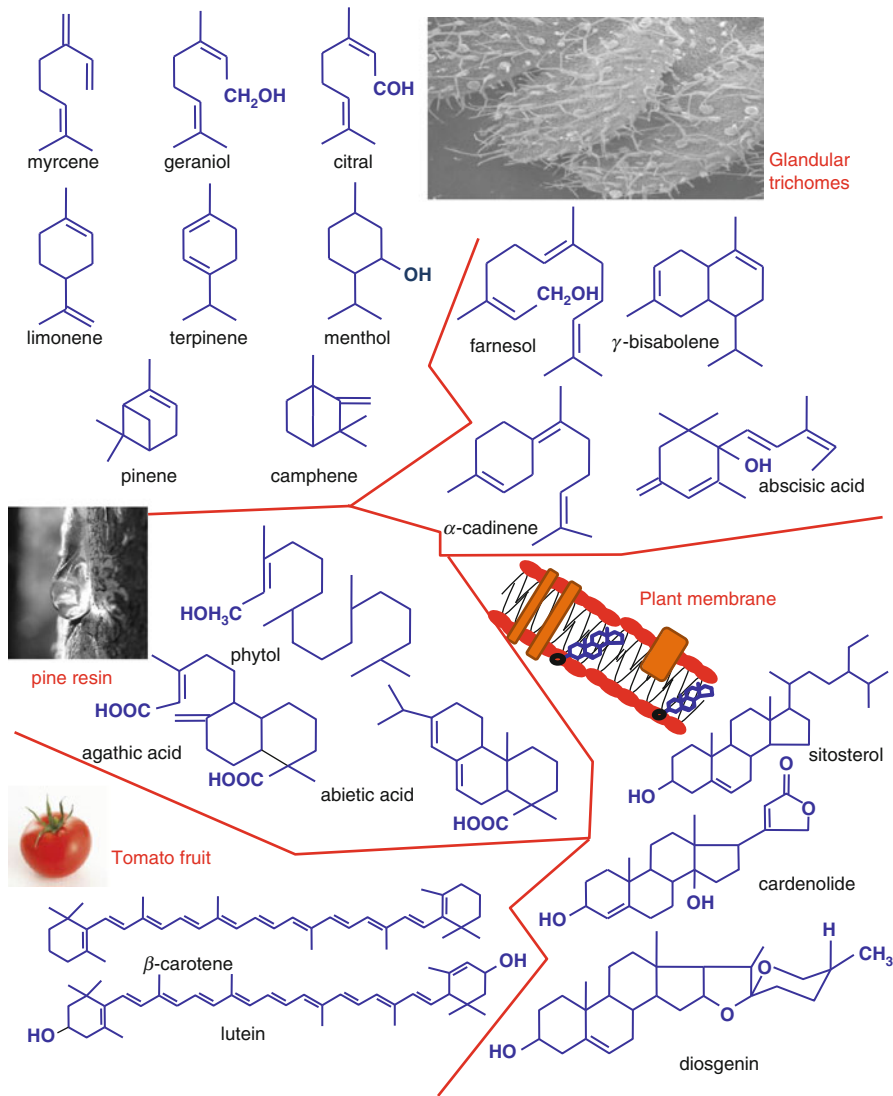 CH₂OH
COH
myrcene
geraniol
citral
Glandular
trichomes
OH
limonene
terpinene
menthol
CH₂OH
farnesol
γ-bisabolene
pinene
camphene
OH
α-cadinene
abscisic acid
HOH₃C
phytol
pine resin
Plant membrane
HOOC
agathic acid
HOOC
abietic acid
HOOC
HO
sitosterol
O
O
cardenolide
OH
HO
Tomato fruit
β-carotene
OH
lutein
HO
H
CH₃
O
O
HO
diosgenin